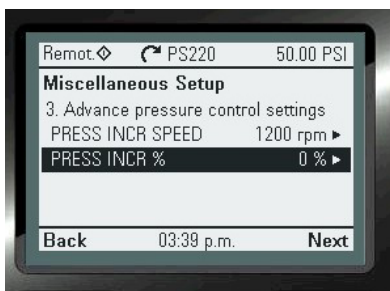 Remot. PS220 50.00 PSI
Miscellaneous Setup
3. Advance pressure control settings
PRESS INCR SPEED 1200 rpm
PRESS INCR % 0 %
Back 03:39 p.m. Next